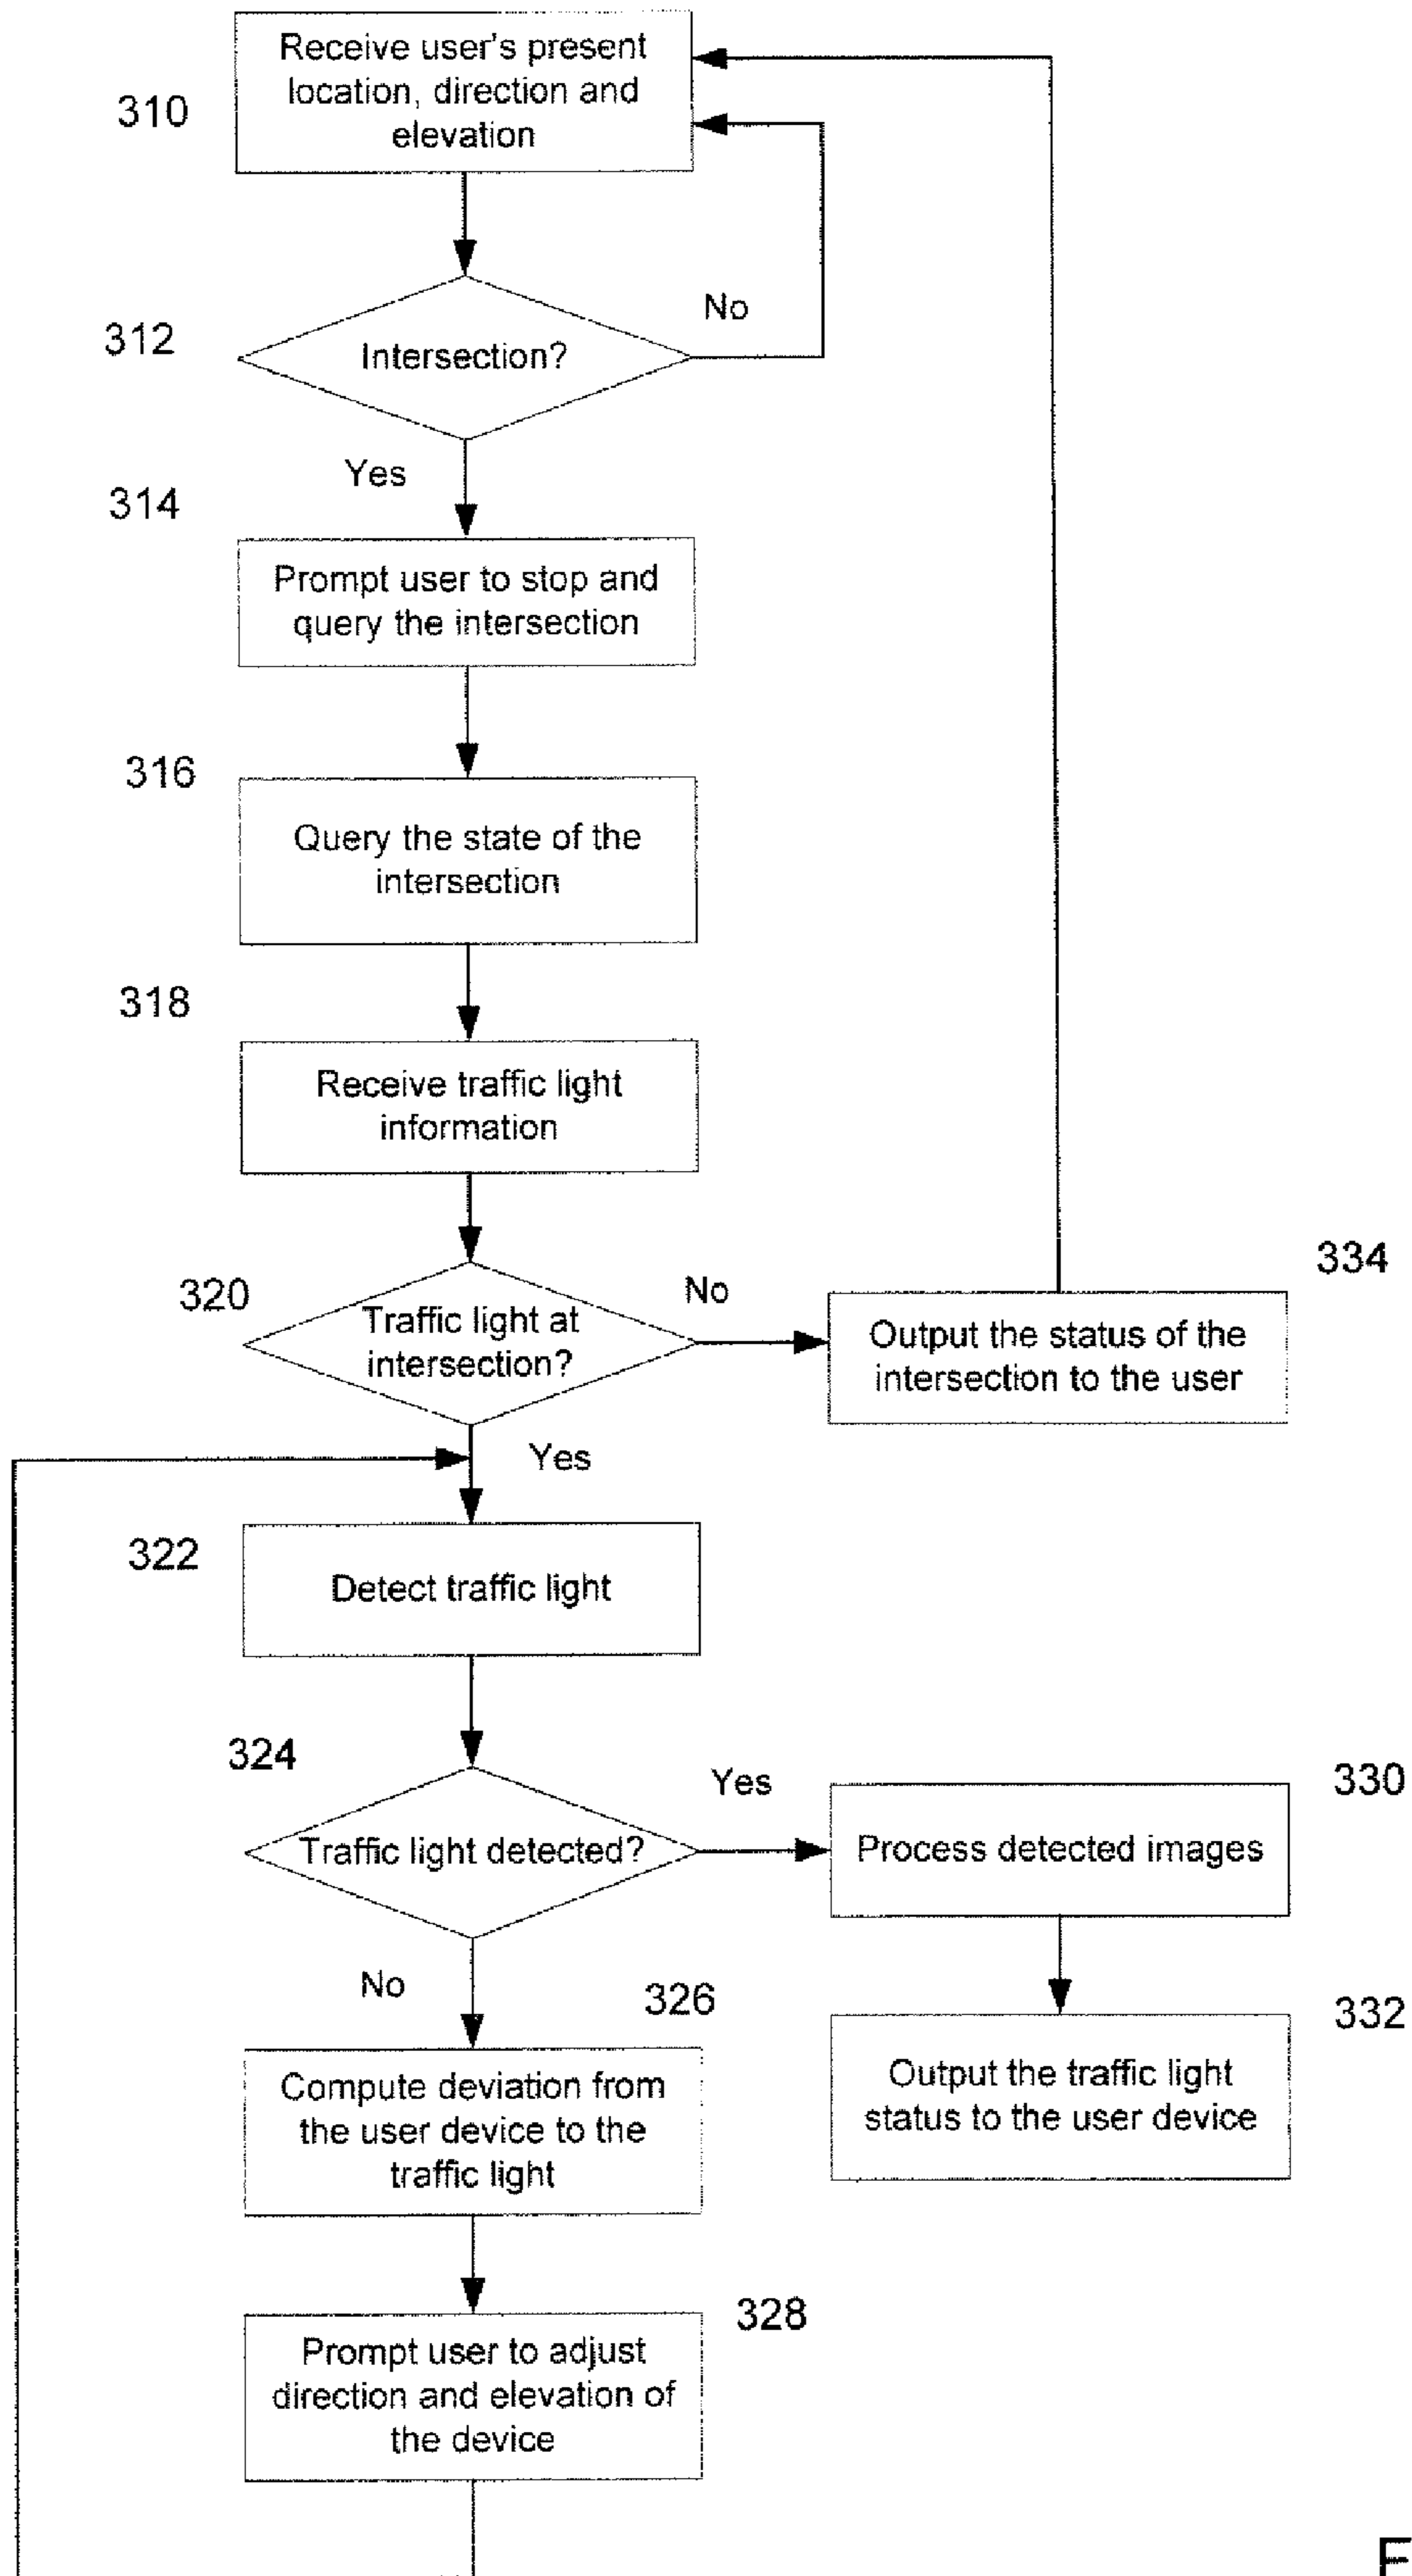 310
Receive user's present
location, direction and
elevation
312
Intersection?
No
Yes
314
Prompt user to stop and
query the intersection
316
Query the state of the
intersection
318
Receive traffic light
information
320
Traffic light at
intersection?
No
334
Output the status of the
intersection to the user
Yes
322
Detect traffic light
324
Traffic light detected?
Yes
330
Process detected images
No
326
Compute deviation from
the user device to the
traffic light
332
Output the traffic light
status to the user device
328
Prompt user to adjust
direction and elevation of
the device